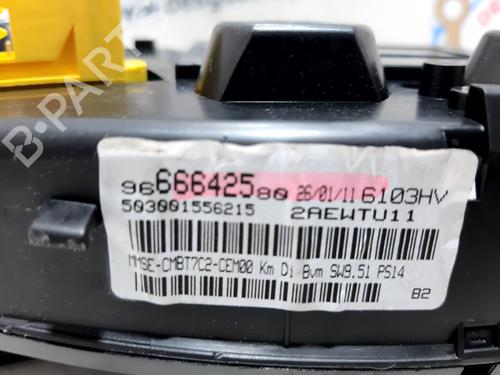 B-PARTS
96 666425 80 26/01/11 6103HV
503001556215 2AEWTU11
MMSE-CMBT7C2-CEM00 Km Di Bvm SW9.51 PS14
B2